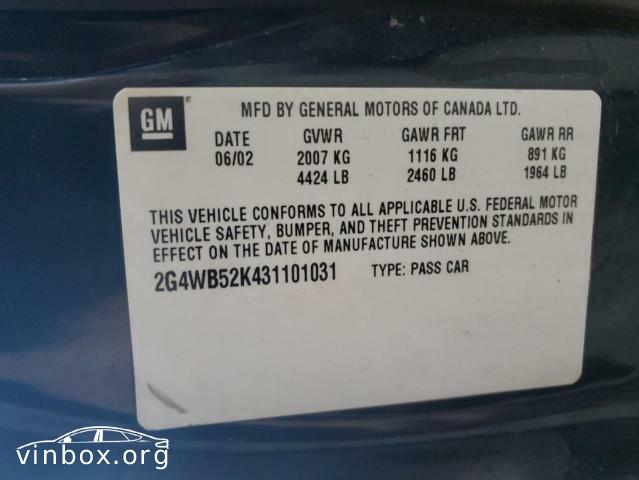 GM
MFD BY GENERAL MOTORS OF CANADA LTD.
DATE GVWR GAWR FRT GAWR RR
06/02 2007 KG 1116 KG 891 KG
4424 LB 2460 LB 1964 LB
THIS VEHICLE CONFORMS TO ALL APPLICABLE U.S. FEDERAL MOTOR
VEHICLE SAFETY, BUMPER, AND THEFT PREVENTION STANDARDS IN
EFFECT ON THE DATE OF MANUFACTURE SHOWN ABOVE.
2G4WB52K431101031 TYPE: PASS CAR
vinbox.org